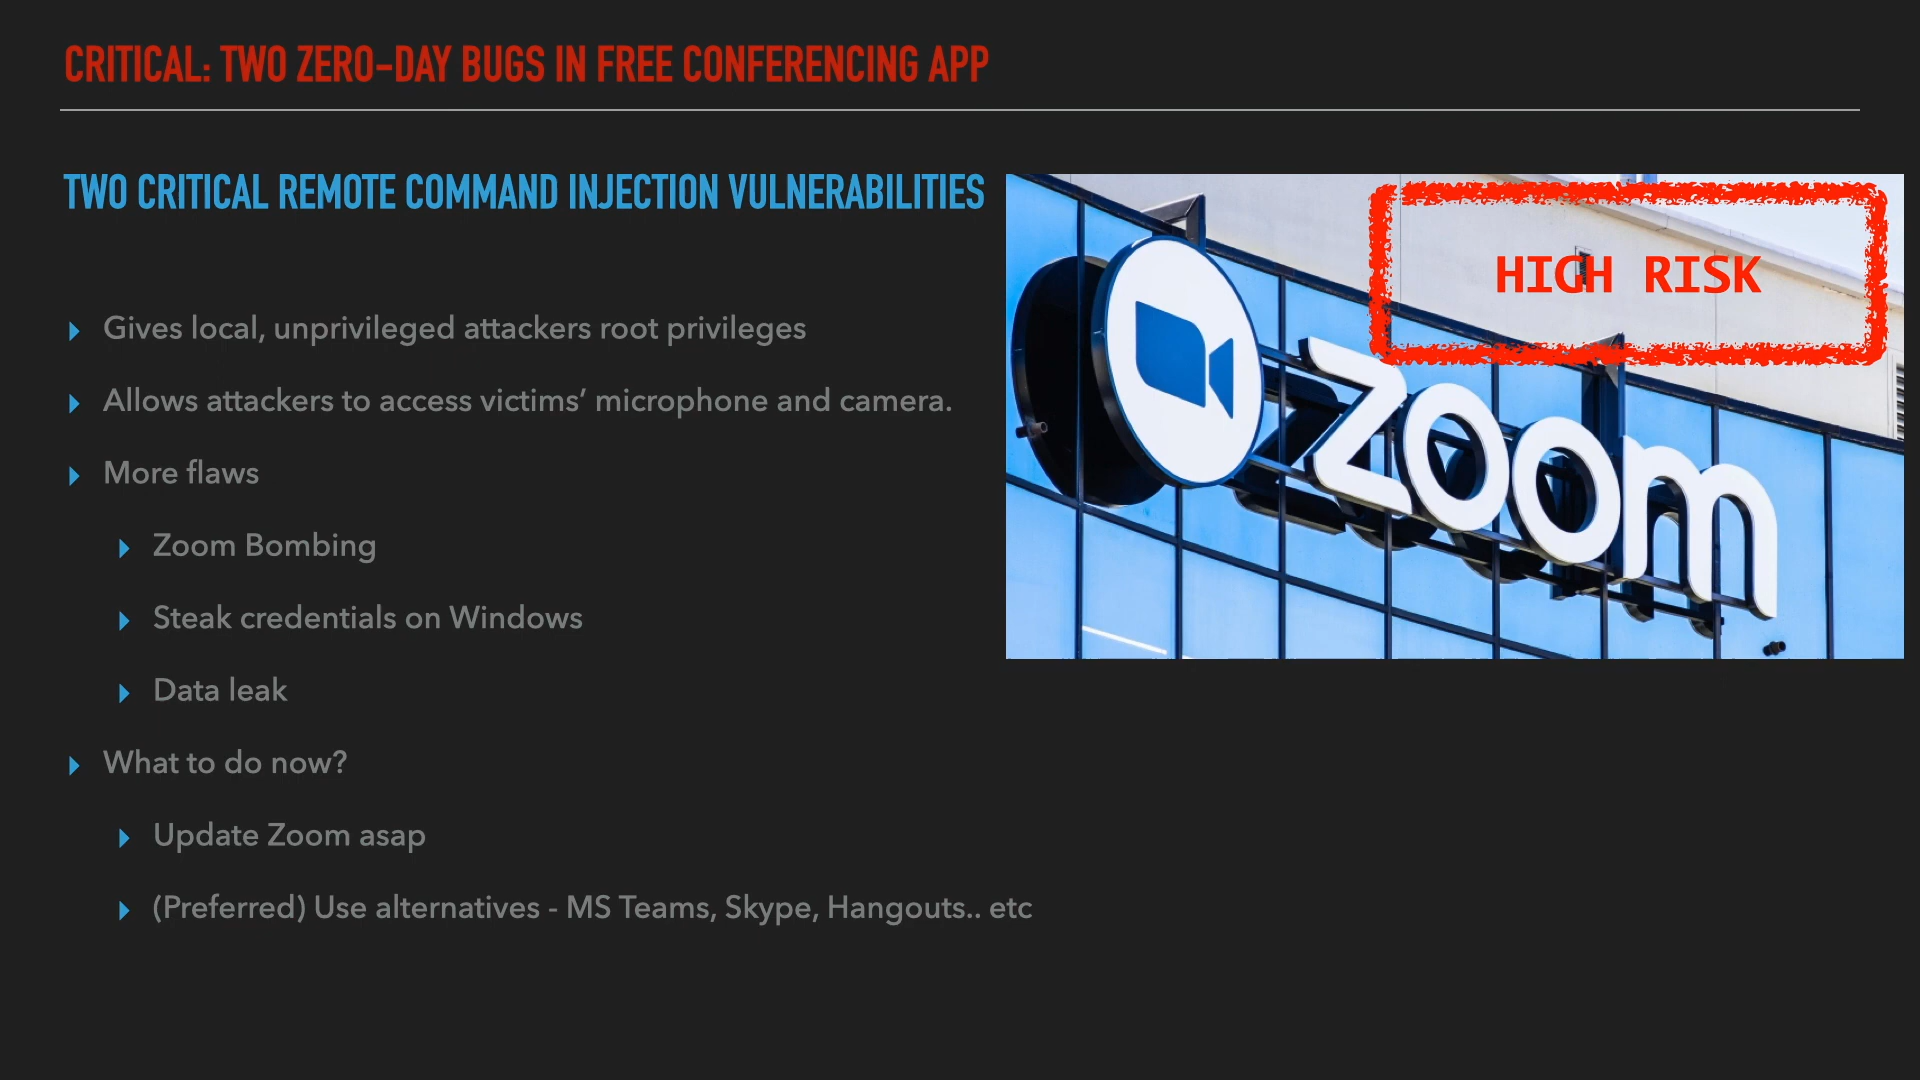 CRITICAL: TWO ZERO-DAY BUGS IN FREE CONFERENCING APP
TWO CRITICAL REMOTE COMMAND INJECTION VULNERABILITIES
Gives local, unprivileged attackers root privileges
Allows attackers to access victims’ microphone and camera.
More flaws
Zoom Bombing
Steak credentials on Windows
Data leak
What to do now?
Update Zoom asap
(Preferred) Use alternatives - MS Teams, Skype, Hangouts.. etc
HIGH RISK
zoom